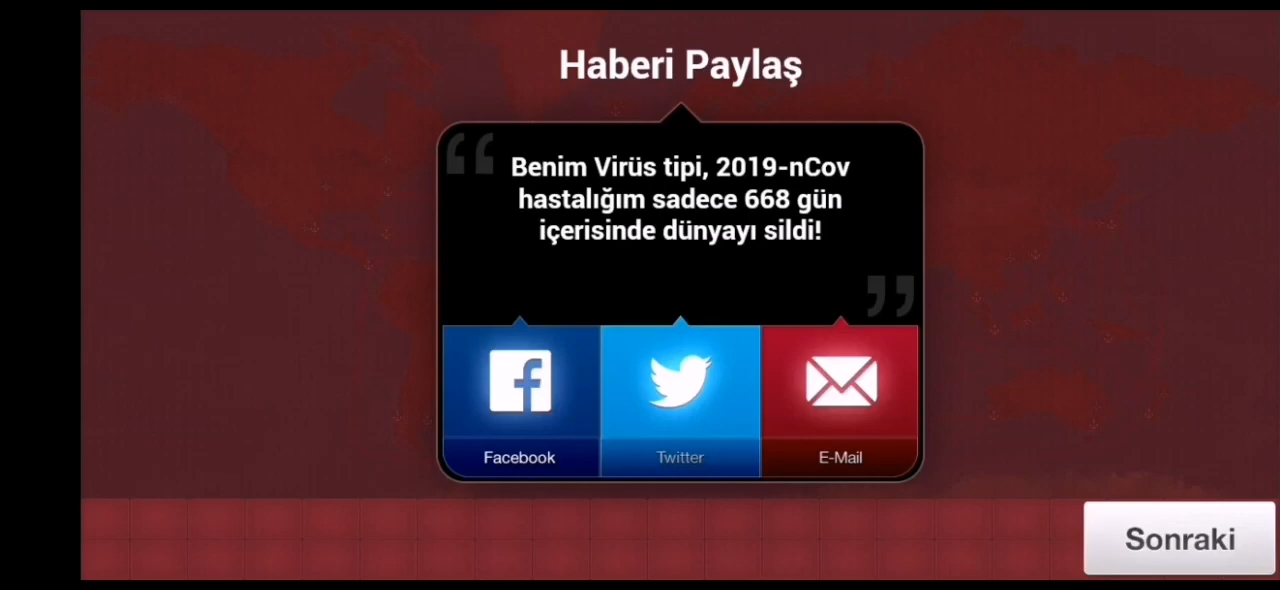 Haberi Paylaş
Benim Virüs tipi, 2019-nCov
hastalığım sadece 668 gün
içerisinde dünyayı sildi!
Facebook
Twitter
E-Mail
Sonraki